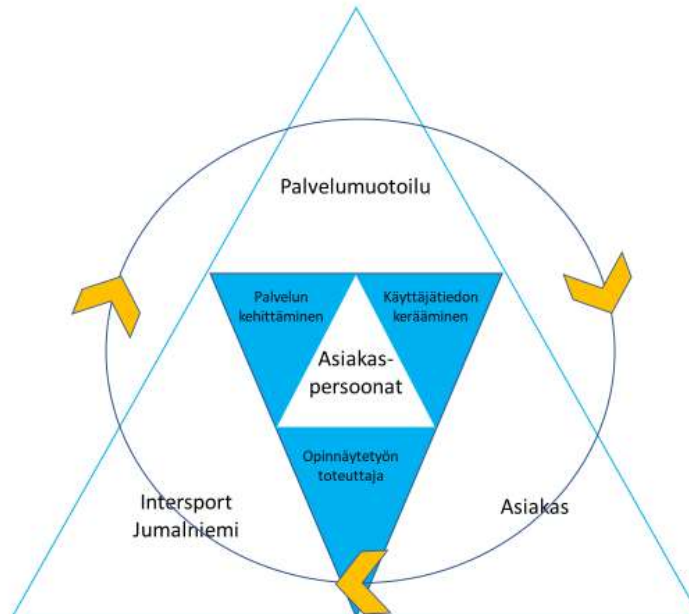 Palvelumuotoilu
Palvelun
kehittäminen
Käyttäjätiedon
kerääminen
Asiakas-
persoonat
Opinnäytetyön
toteuttaja
Intersport
Jumalniemi
Asiakas